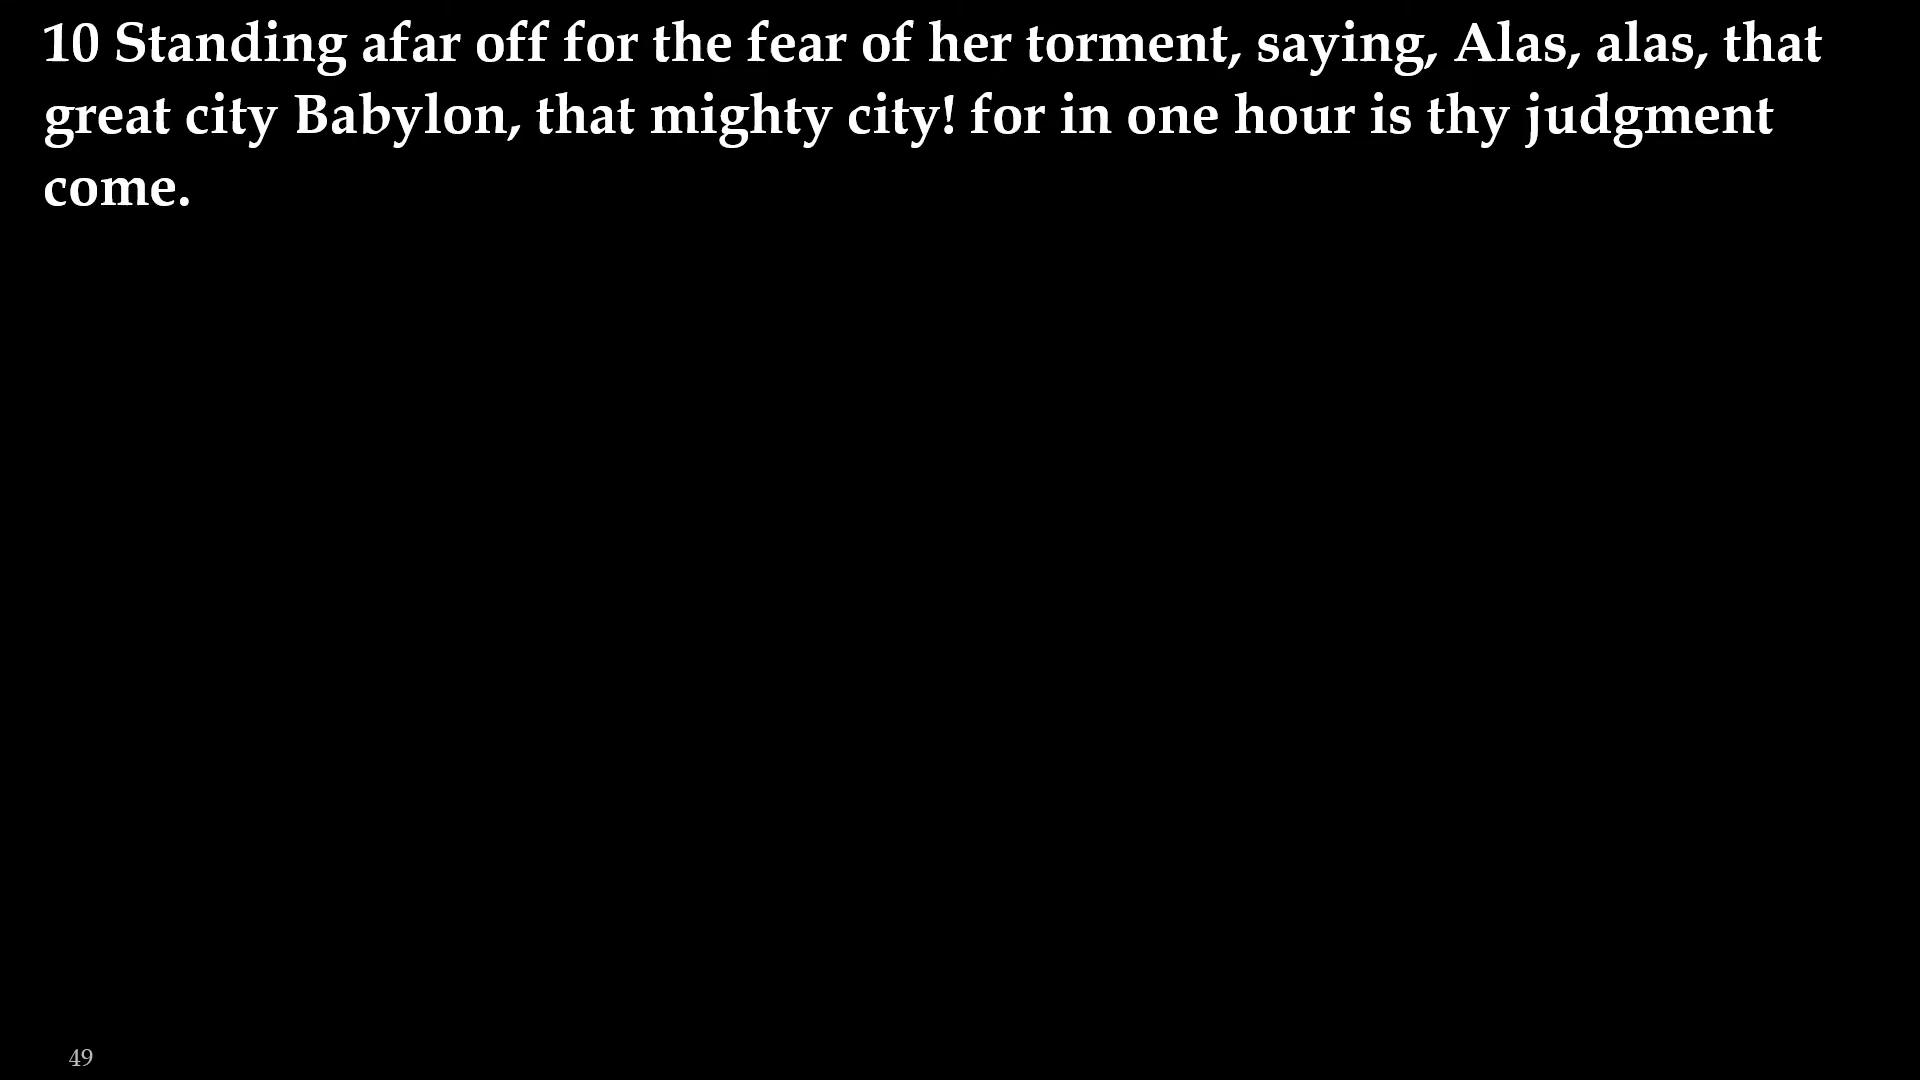 10 Standing afar off for the fear of her torment, saying, Alas, alas, that
great city Babylon, that mighty city! for in one hour is thy judgment
come.
49